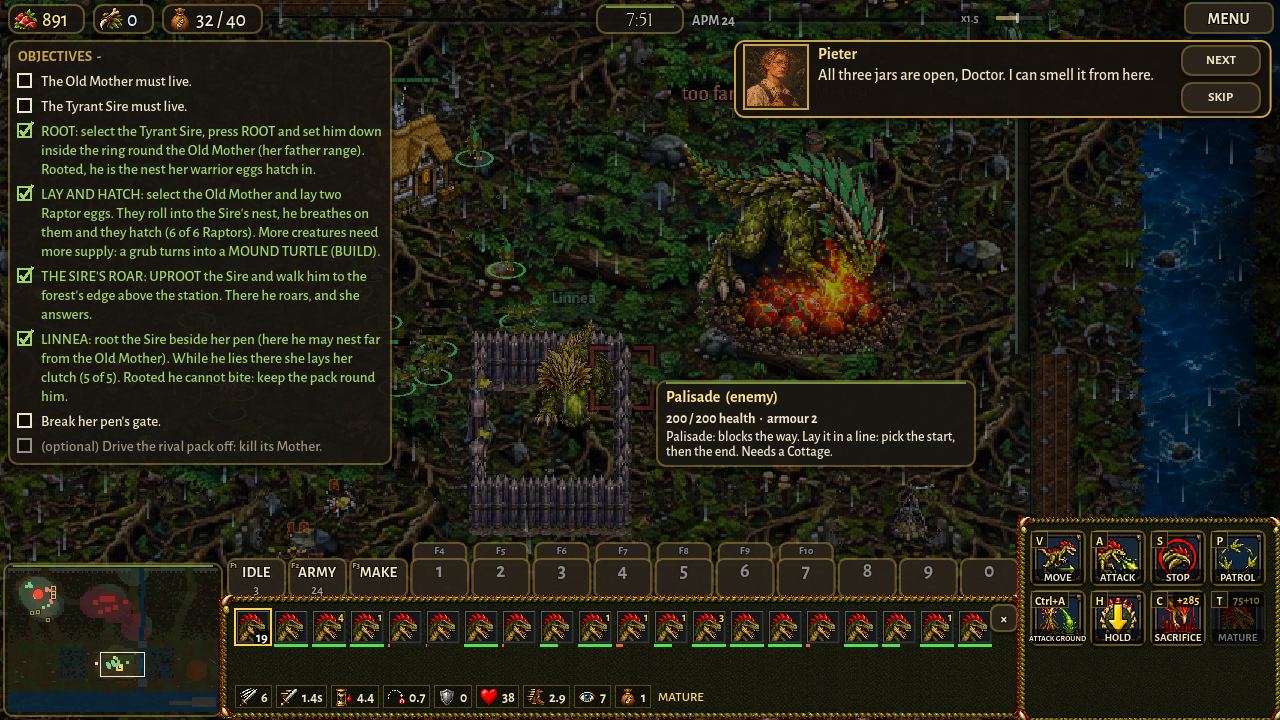 891
0
32 / 40
7:51
APM 24
x1.5
MENU
OBJECTIVES -
The Old Mother must live.
The Tyrant Sire must live.
ROOT: select the Tyrant Sire, press ROOT and set him down
inside the ring round the Old Mother (her father range).
Rooted, he is the nest her warrior eggs hatch in.
LAY AND HATCH: select the Old Mother and lay two
Raptor eggs. They roll into the Sire's nest, he breathes on
them and they hatch (6 of 6 Raptors). More creatures need
more supply: a grub turns into a MOUND TURTLE (BUILD).
THE SIRE'S ROAR: UPROOT the Sire and walk him to the
forest's edge above the station. There he roars, and she
answers.
LINNEA: root the Sire beside her pen (here he may nest far
from the Old Mother). While he lies there she lays her
clutch (5 of 5). Rooted he cannot bite: keep the pack round
him.
Break her pen's gate.
(optional) Drive the rival pack off: kill its Mother.
Pieter
All three jars are open, Doctor. I can smell it from here.
NEXT
SKIP
too far
Linnea
Palisade (enemy)
200 / 200 health · armour 2
Palisade: blocks the way. Lay it in a line: pick the start,
then the end. Needs a Cottage.
F1 IDLE
3
F2 ARMY
24
F3 MAKE
F4 1
F5 2
F6 3
F7 4
F8 5
F9 6
F10 7
8
9
0
19
4
1
1
1
1
3
1
×
6
1.4s
4.4
0.7
0
38
2.9
7
1
MATURE
V MOVE
A ATTACK
S STOP
P PATROL
Ctrl+A ATTACK GROUND
H HOLD
C +285 SACRIFICE
T 75+10 MATURE